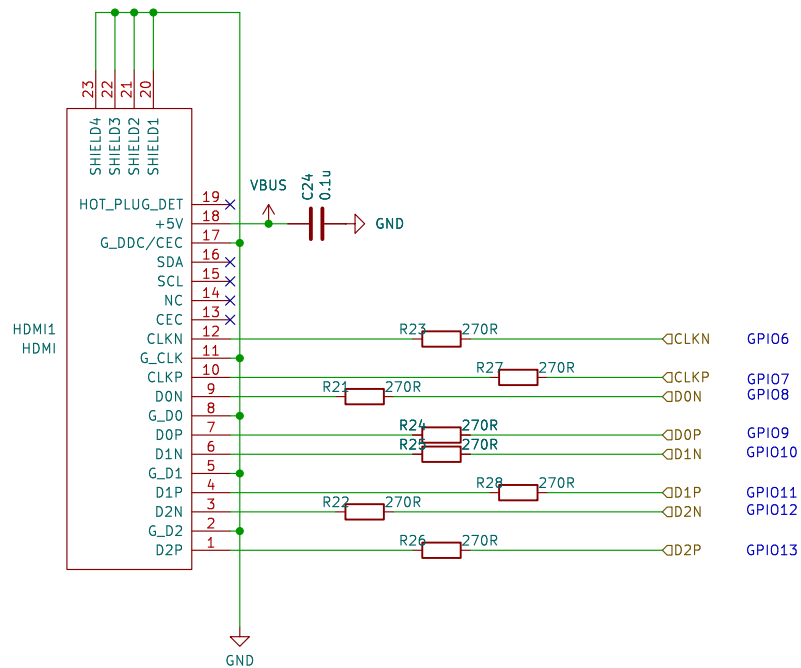 23
22
21
20
SHIELD4
SHIELD3
SHIELD2
SHIELD1
VBUS
C24
0.1u
GND
HOT_PLUG_DET 19
+5V 18
G_DDC/CEC 17
SDA 16
SCL 15
NC 14
CEC 13
HDMI1
HDMI
CLKN 12 R23 270R CLKN GPIO6
G_CLK 11
CLKP 10 R27 270R CLKP GPIO7
D0N 9 R21 270R D0N GPIO8
G_D0 8
D0P 7 R24 270R D0P GPIO9
D1N 6 R25 270R D1N GPIO10
G_D1 5
D1P 4 R28 270R D1P GPIO11
D2N 3 R22 270R D2N GPIO12
G_D2 2
D2P 1 R26 270R D2P GPIO13
GND